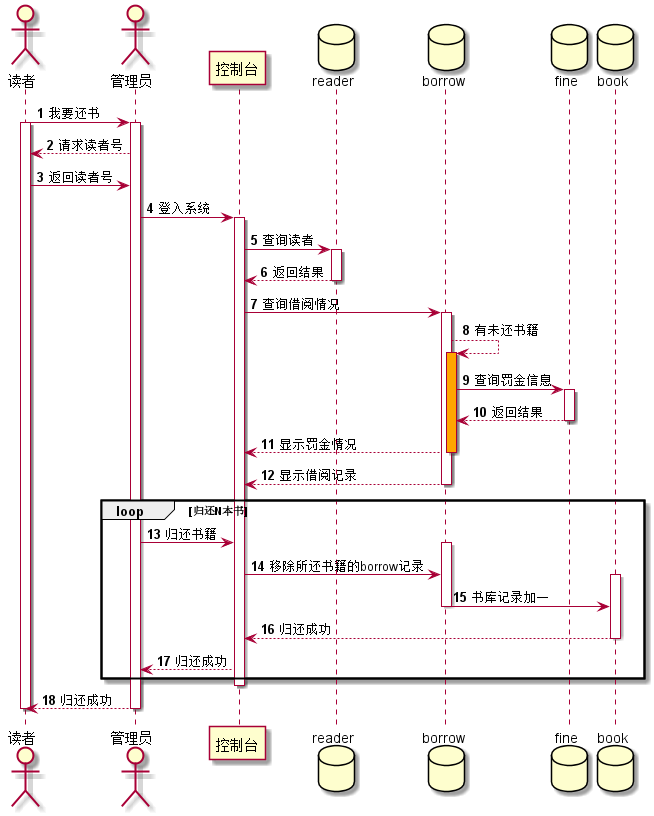 读者
管理员
控制台
reader
borrow
fine
book
1 我要还书
2 请求读者号
3 返回读者号
4 登入系统
5 查询读者
6 返回结果
7 查询借阅情况
8 有未还书籍
9 查询罚金信息
10 返回结果
11 显示罚金情况
12 显示借阅记录
loop [归还N本书]
13 归还书籍
14 移除所还书籍的borrow记录
15 书库记录加一
16 归还成功
17 归还成功
18 归还成功
读者
管理员
控制台
reader
borrow
fine
book